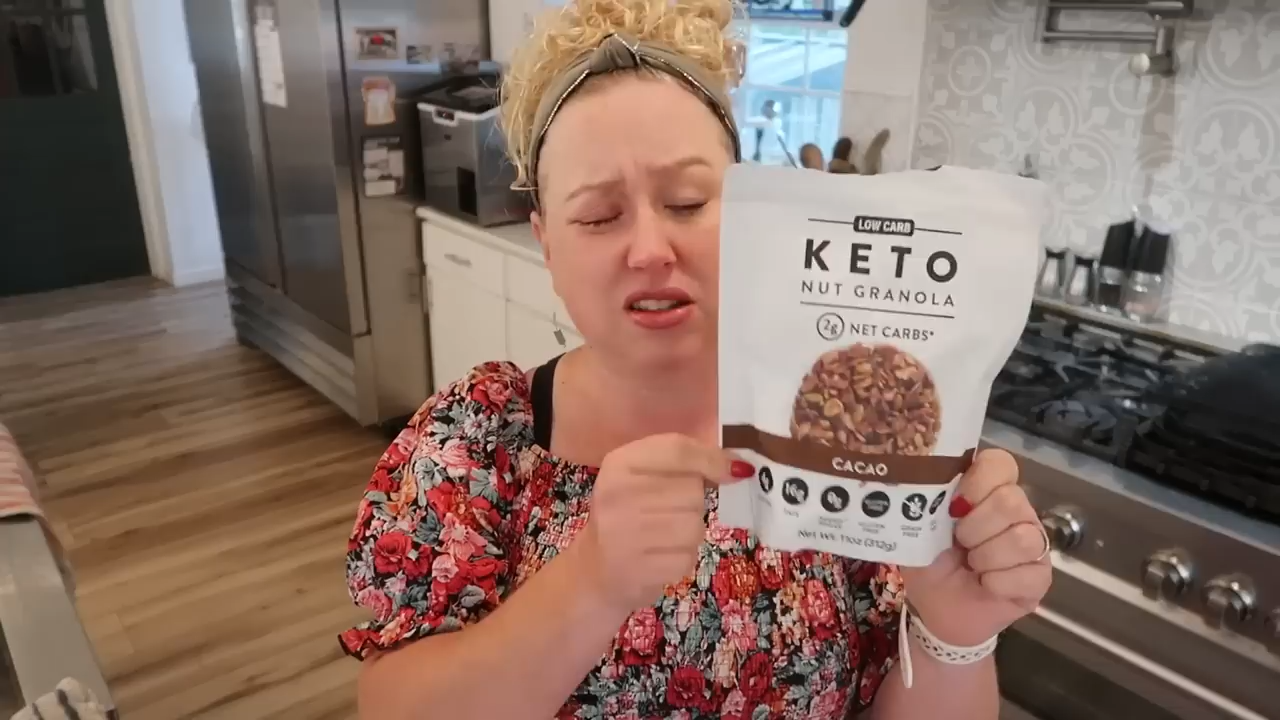 LOW CARB
KETO
NUT GRANOLA
2g NET CARBS*
CACAO
Net Wt. 11oz (312g)